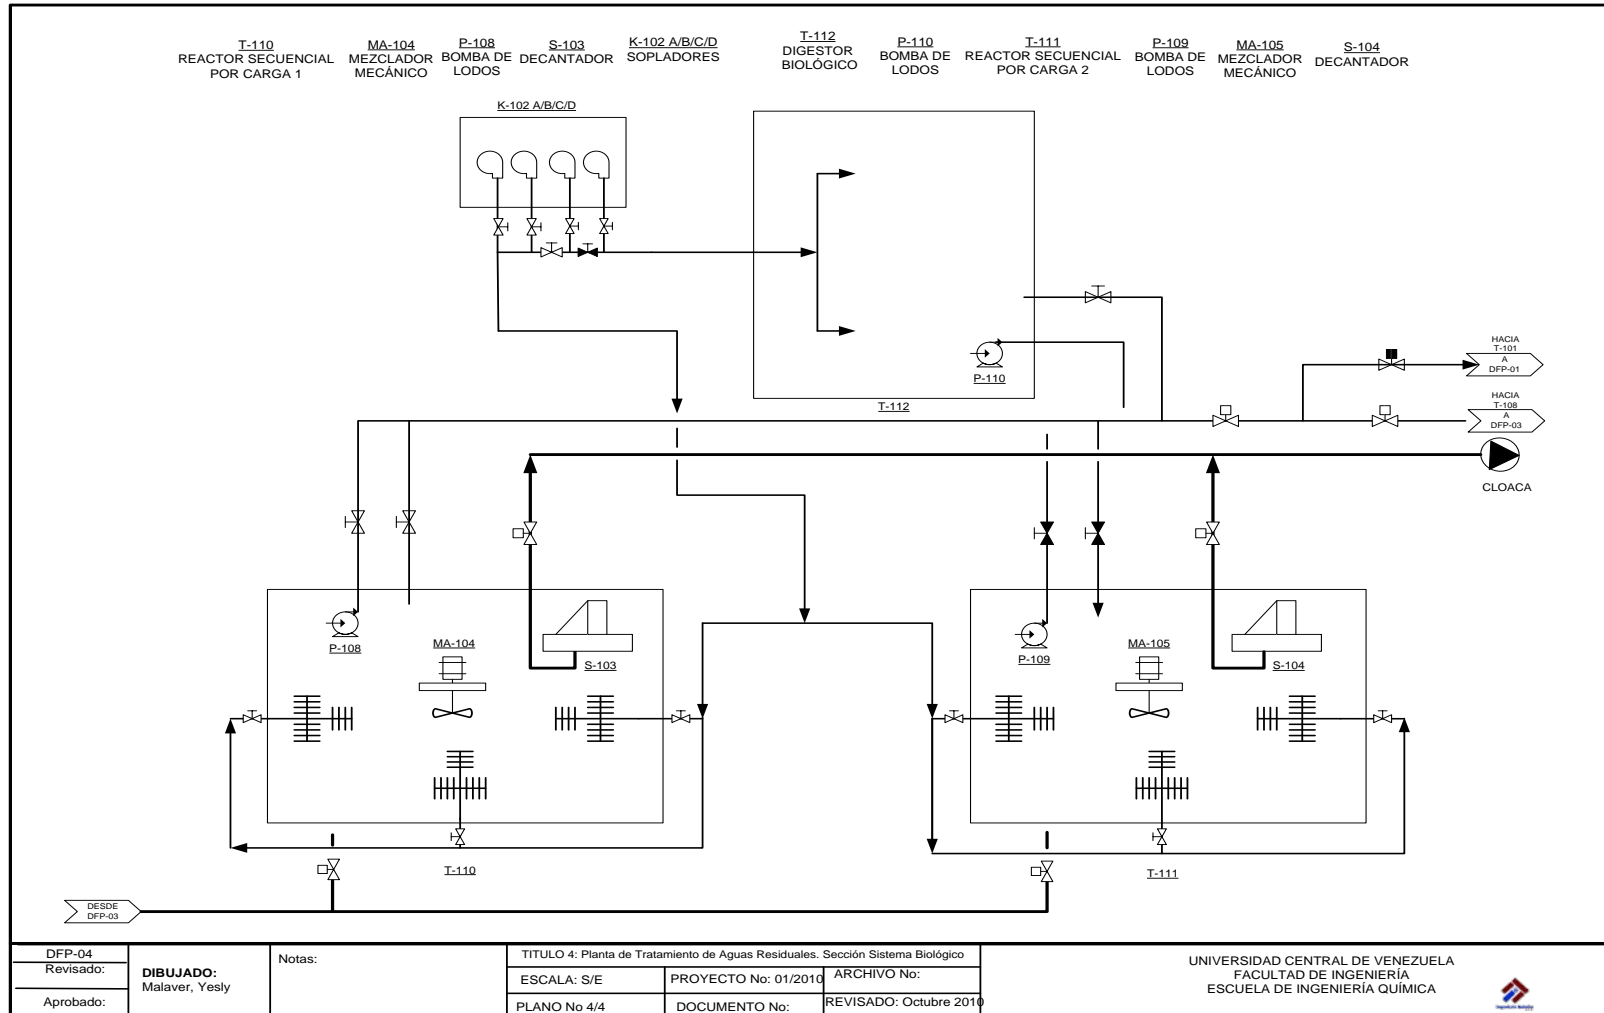 T-110
REACTOR SECUENCIAL
POR CARGA 1
MA-104
MEZCLADOR
MECÁNICO
P-108
BOMBA DE
LODOS
S-103
DECANTADOR
K-102 A/B/C/D
SOPLADORES
T-112
DIGESTOR
BIOLÓGICO
P-110
BOMBA DE
LODOS
T-111
REACTOR SECUENCIAL
POR CARGA 2
P-109
BOMBA DE
LODOS
MA-105
MEZCLADOR
MECÁNICO
S-104
DECANTADOR
K-102 A/B/C/D
P-110
T-112
HACIA
T-101
A
DFP-01
HACIA
T-108
A
DFP-03
CLOACA
P-108
MA-104
S-103
P-109
MA-105
S-104
T-110
T-111
DESDE
DFP-03
DFP-04
Revisado:
Aprobado:
DIBUJADO:
Malaver, Yesly
Notas:
TITULO 4: Planta de Tratamiento de Aguas Residuales. Sección Sistema Biológico
ESCALA: S/E
PROYECTO No: 01/2010
ARCHIVO No:
PLANO No 4/4
DOCUMENTO No:
REVISADO: Octubre 2010
UNIVERSIDAD CENTRAL DE VENEZUELA
FACULTAD DE INGENIERÍA
ESCUELA DE INGENIERÍA QUÍMICA